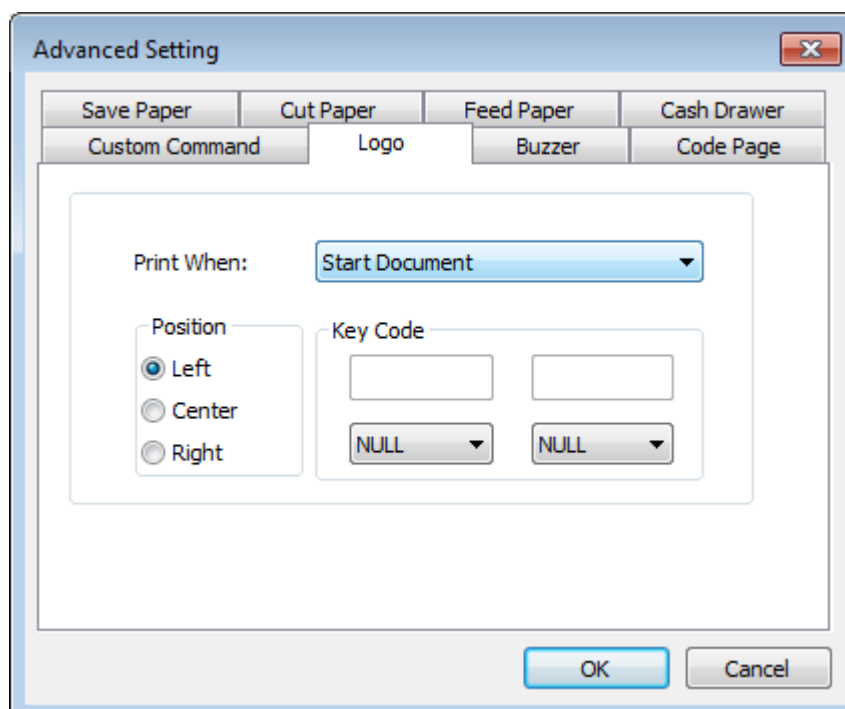 Advanced Setting
Save Paper Cut Paper Feed Paper Cash Drawer
Custom Command Logo Buzzer Code Page
Print When: Start Document
Position Key Code
Left
Center
Right
NULL NULL
OK Cancel